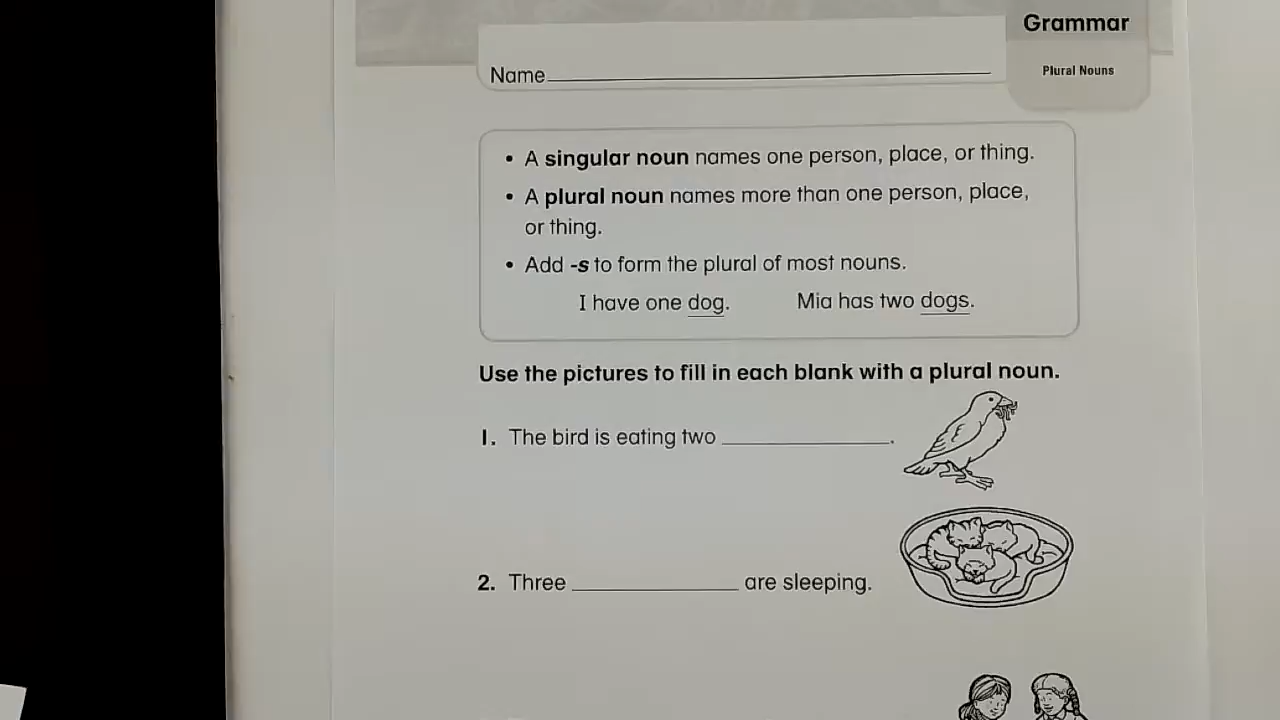 Grammar
Name
Plural Nouns
• A singular noun names one person, place, or thing.
• A plural noun names more than one person, place,
or thing.
• Add -s to form the plural of most nouns.
I have one dog. Mia has two dogs.
Use the pictures to fill in each blank with a plural noun.
1. The bird is eating two ____________.
2. Three ____________ are sleeping.